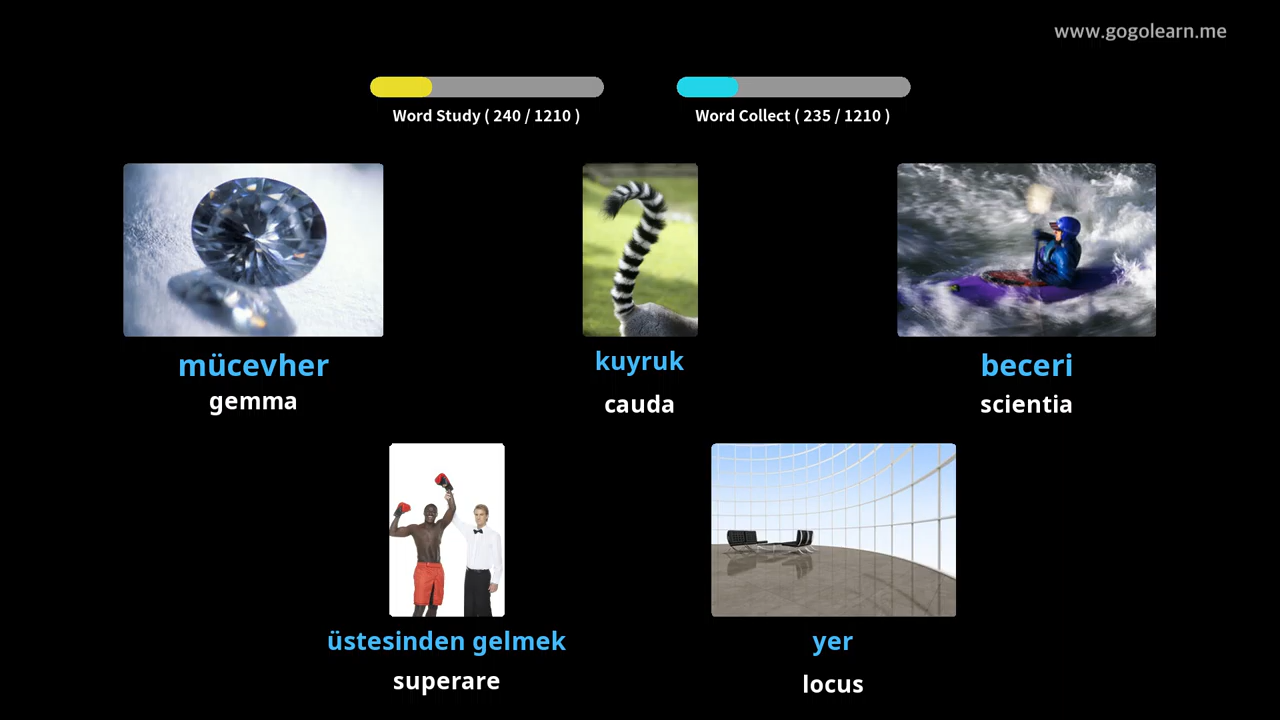 www.gogolearn.me
Word Study ( 240 / 1210 )
Word Collect ( 235 / 1210 )
mücevher
gemma
kuyruk
cauda
beceri
scientia
üstesinden gelmek
superare
yer
locus